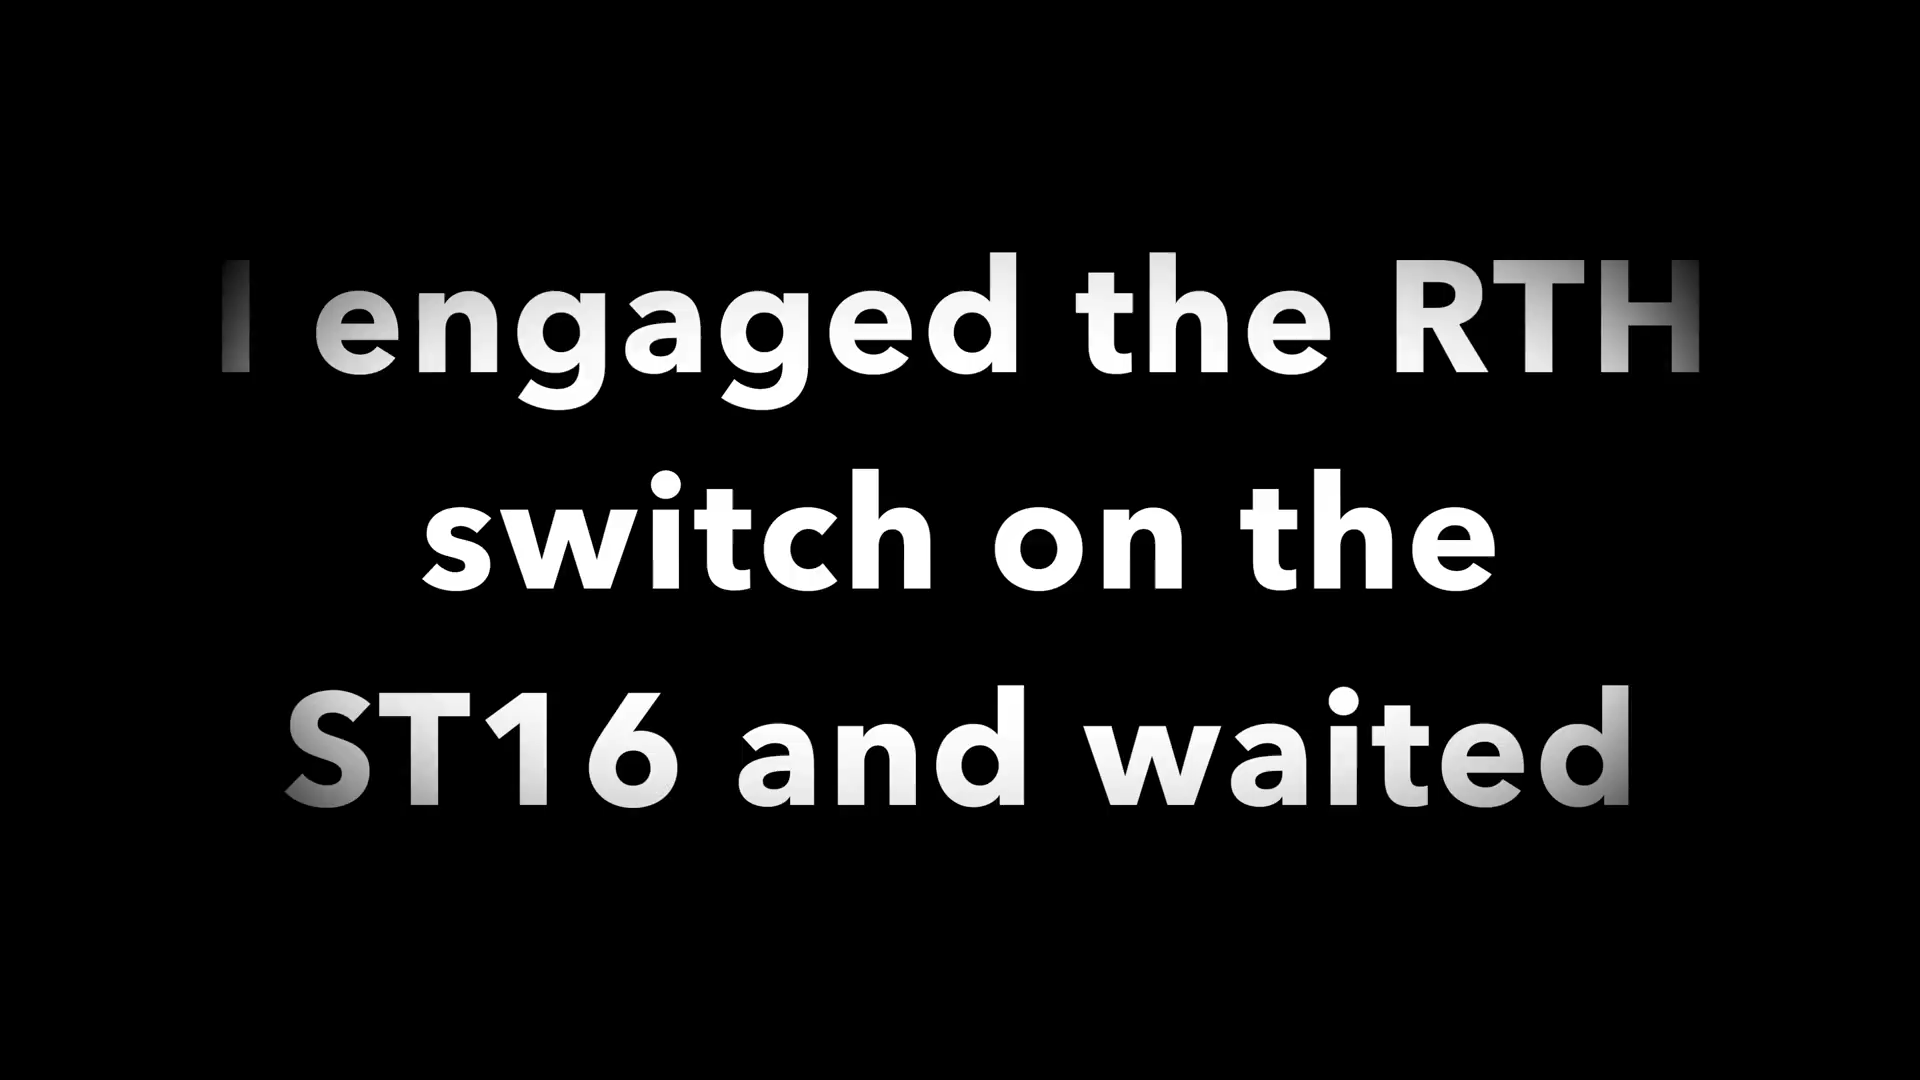 I engaged the RTH
switch on the
ST16 and waited